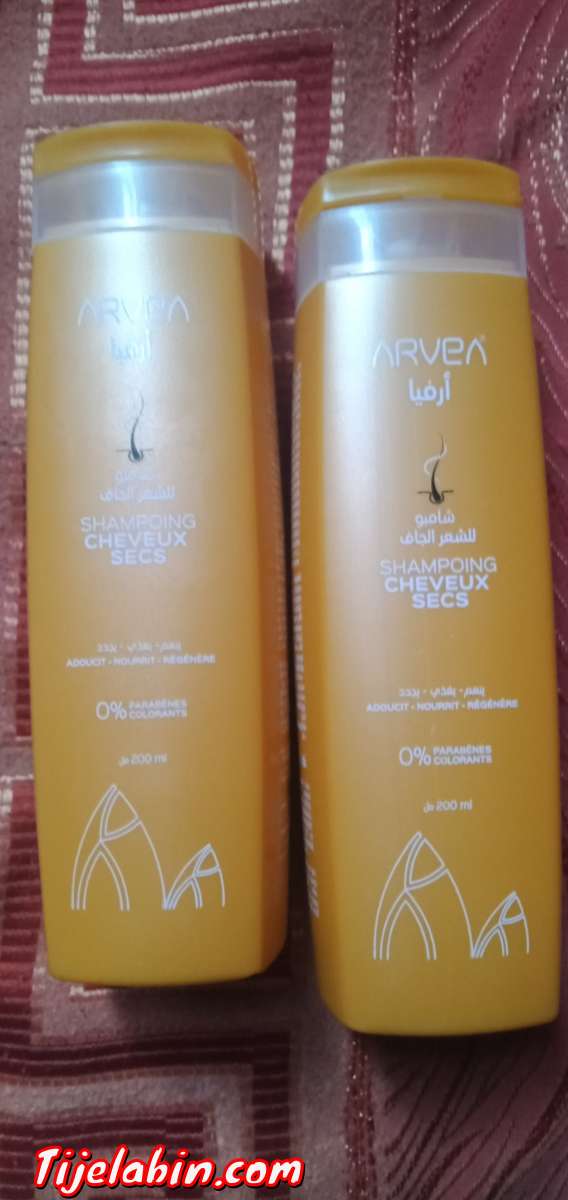 ARVEA
أرفيا
شامبو
للشعر الجاف
SHAMPOING
CHEVEUX
SECS
ينعم - يغذي - يجدد
ADOUCIT - NOURRIT - RÉGÉNÈRE
0% PARABÈNES
COLORANTS
200 ml مل
ARVEA
أرفيا
شامبو
للشعر الجاف
SHAMPOING
CHEVEUX
SECS
ينعم - يغذي - يجدد
ADOUCIT - NOURRIT - RÉGÉNÈRE
0% PARABÈNES
COLORANTS
200 ml مل
Tijelabin.com